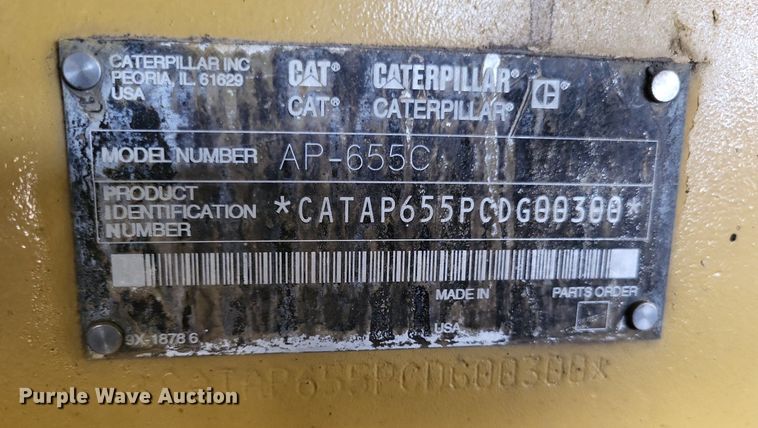 CATERPILLAR INC
PEORIA, IL 61629
USA
CAT® CATERPILLAR®
CAT® CATERPILLAR®
MODEL NUMBER AP-655C
PRODUCT
IDENTIFICATION
NUMBER
*CATAP655PCDG00300*
MADE IN
USA
PARTS ORDER
9X-1878 6
CATAP655PCDG00300*
Purple Wave Auction